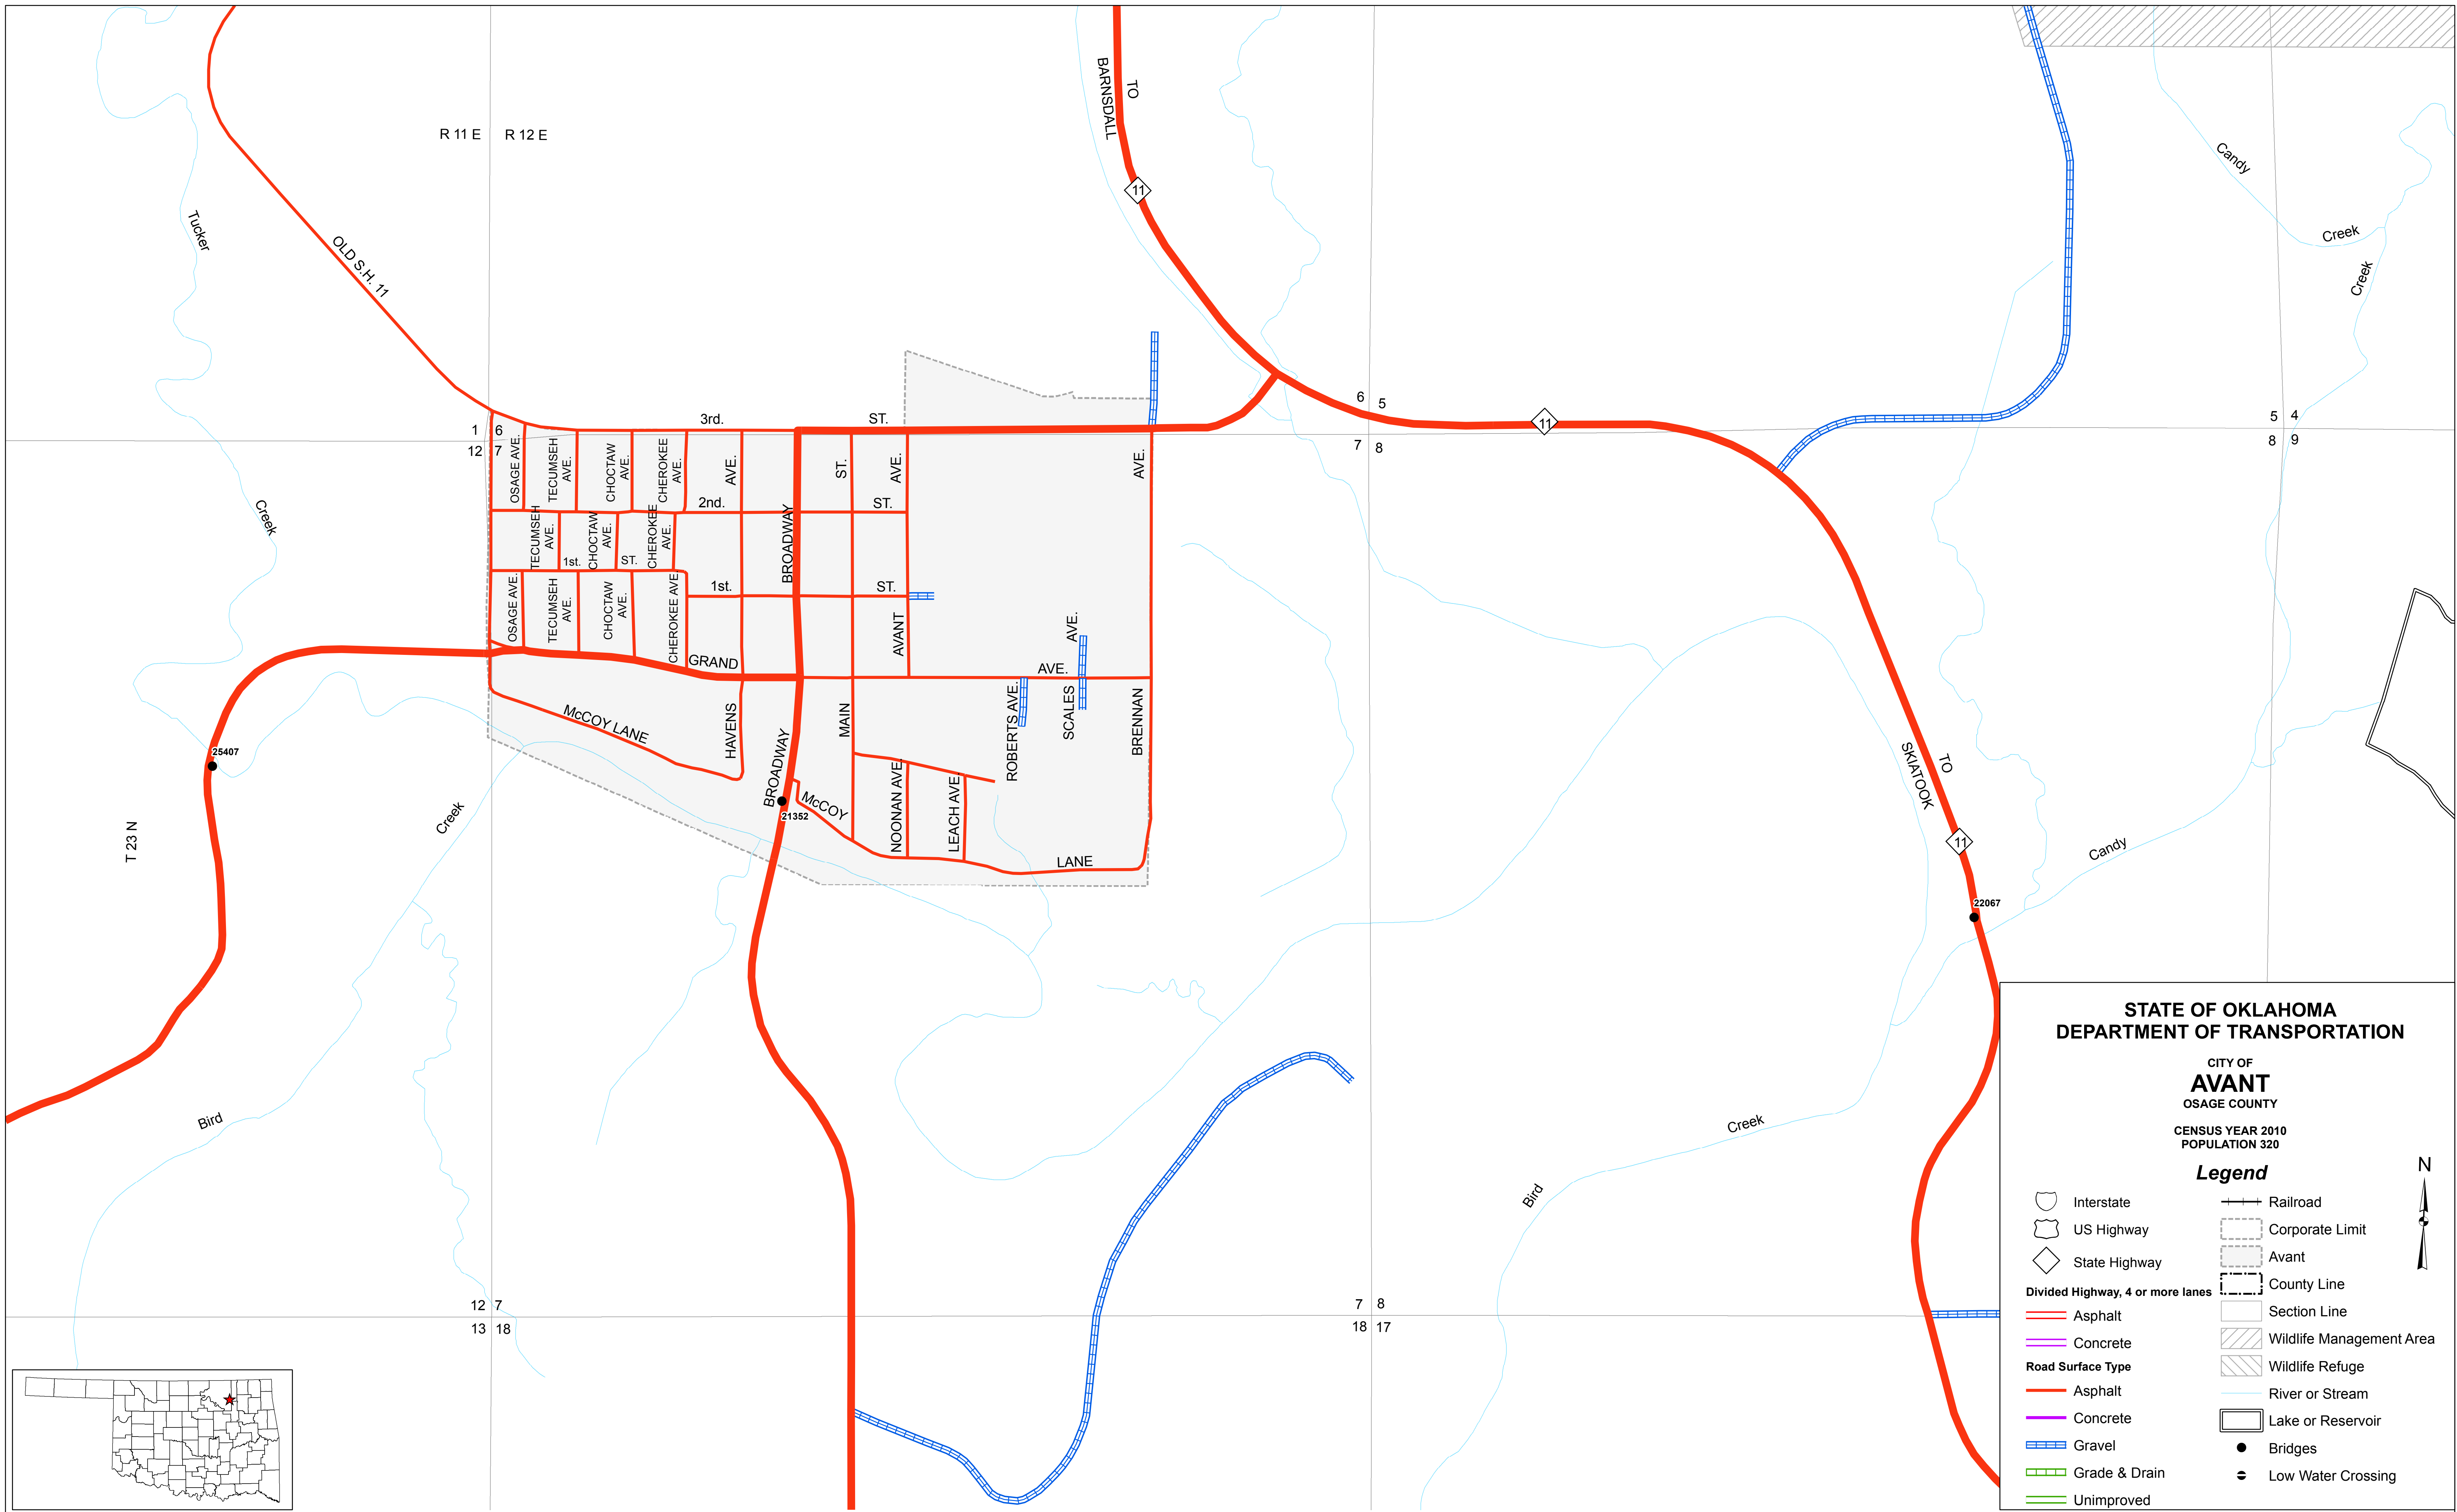 R 11 E
R 12 E
TO
BARNSDALL
11
Tucker
Creek
OLD S.H. 11
Candy
Creek
Creek
3rd.
ST.
6
5
7
8
11
5
4
8
9
1
6
12
7
OSAGE AVE.
TECUMSEH
AVE.
CHOCTAW
AVE.
CHEROKEE
AVE.
AVE.
ST.
AVE.
AVE.
2nd.
ST.
TECUMSEH
AVE.
CHOCTAW
AVE.
CHEROKEE
AVE.
1st.
ST.
BROADWAY
1st.
ST.
OSAGE AVE.
TECUMSEH
AVE.
CHOCTAW
AVE.
CHEROKEE AVE.
AVANT
AVE.
GRAND
AVE.
McCOY LANE
HAVENS
MAIN
ROBERTS AVE.
SCALES
BRENNAN
BROADWAY
25407
21352
McCOY
NOONAN AVE.
LEACH AVE.
LANE
T 23 N
Creek
Bird
TO
SKIATOOK
11
22067
Candy
Creek
Bird
12
7
13
18
7
8
18
17
STATE OF OKLAHOMA
DEPARTMENT OF TRANSPORTATION
CITY OF
AVANT
OSAGE COUNTY
CENSUS YEAR 2010
POPULATION 320
Legend
N
Interstate
US Highway
State Highway
Divided Highway, 4 or more lanes
Asphalt
Concrete
Road Surface Type
Asphalt
Concrete
Gravel
Grade & Drain
Unimproved
Railroad
Corporate Limit
Avant
County Line
Section Line
Wildlife Management Area
Wildlife Refuge
River or Stream
Lake or Reservoir
Bridges
Low Water Crossing